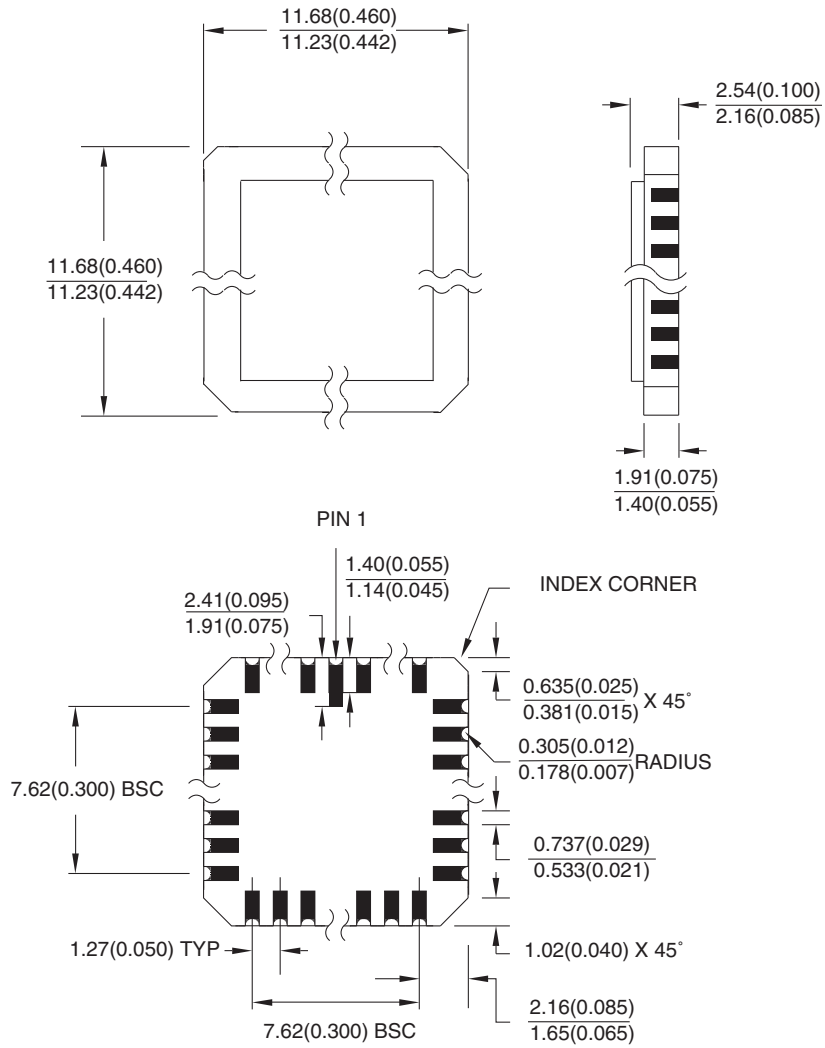 11.68(0.460)
11.23(0.442)
2.54(0.100)
2.16(0.085)
11.68(0.460)
11.23(0.442)
1.91(0.075)
1.40(0.055)
PIN 1
1.40(0.055)
1.14(0.045)
INDEX CORNER
2.41(0.095)
1.91(0.075)
0.635(0.025)
0.381(0.015) X 45˚
0.305(0.012)
0.178(0.007) RADIUS
7.62(0.300) BSC
0.737(0.029)
0.533(0.021)
1.27(0.050) TYP
1.02(0.040) X 45˚
2.16(0.085)
1.65(0.065)
7.62(0.300) BSC